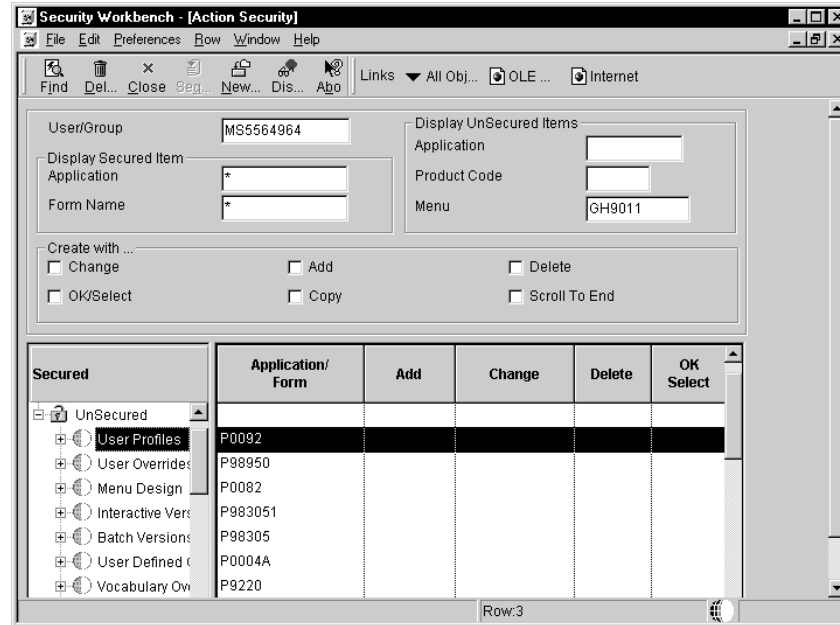 Security Workbench - [Action Security]
File Edit Preferences Row Window Help
Find Del... Close Seq... New... Dis... Abo Links All Obj... OLE ... Internet
User/Group MS5564964
Display Secured Item
Application *
Form Name *
Display UnSecured Items
Application
Product Code
Menu GH9011
Create with ...
Change Add Delete
OK/Select Copy Scroll To End
Secured Application/ Form Add Change Delete OK Select
UnSecured
User Profiles P0092
User Overrides P98950
Menu Design P0082
Interactive Vers P983051
Batch Versions P98305
User Defined P0004A
Vocabulary Ov P9220
Row:3